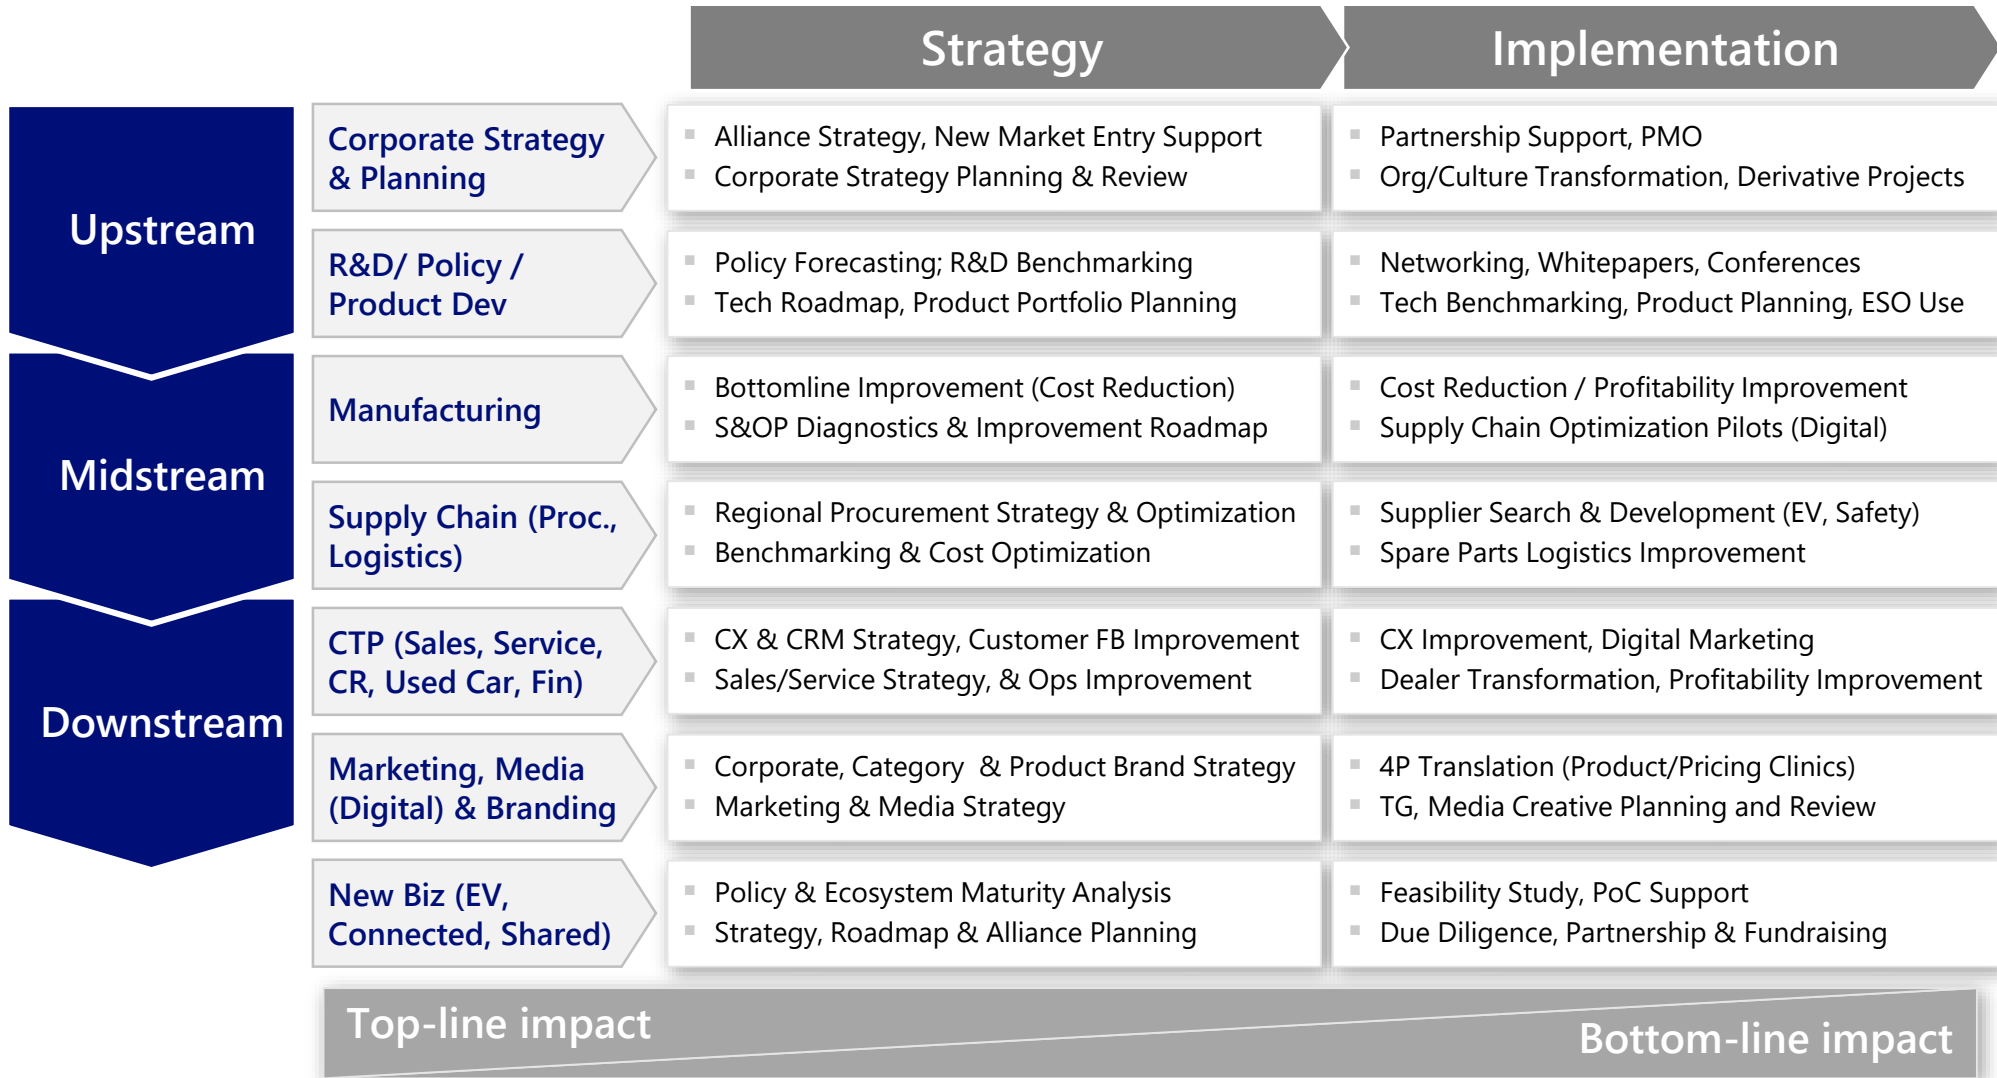 Strategy
Implementation
Upstream
Corporate Strategy
& Planning
▪ Alliance Strategy, New Market Entry Support
▪ Corporate Strategy Planning & Review
▪ Partnership Support, PMO
▪ Org/Culture Transformation, Derivative Projects
R&D/ Policy /
Product Dev
▪ Policy Forecasting; R&D Benchmarking
▪ Tech Roadmap, Product Portfolio Planning
▪ Networking, Whitepapers, Conferences
▪ Tech Benchmarking, Product Planning, ESO Use
Midstream
Manufacturing
▪ Bottomline Improvement (Cost Reduction)
▪ S&OP Diagnostics & Improvement Roadmap
▪ Cost Reduction / Profitability Improvement
▪ Supply Chain Optimization Pilots (Digital)
Supply Chain (Proc.,
Logistics)
▪ Regional Procurement Strategy & Optimization
▪ Benchmarking & Cost Optimization
▪ Supplier Search & Development (EV, Safety)
▪ Spare Parts Logistics Improvement
Downstream
CTP (Sales, Service,
CR, Used Car, Fin)
▪ CX & CRM Strategy, Customer FB Improvement
▪ Sales/Service Strategy, & Ops Improvement
▪ CX Improvement, Digital Marketing
▪ Dealer Transformation, Profitability Improvement
Marketing, Media
(Digital) & Branding
▪ Corporate, Category  & Product Brand Strategy
▪ Marketing & Media Strategy
▪ 4P Translation (Product/Pricing Clinics)
▪ TG, Media Creative Planning and Review
New Biz (EV,
Connected, Shared)
▪ Policy & Ecosystem Maturity Analysis
▪ Strategy, Roadmap & Alliance Planning
▪ Feasibility Study, PoC Support
▪ Due Diligence, Partnership & Fundraising
Top-line impact
Bottom-line impact